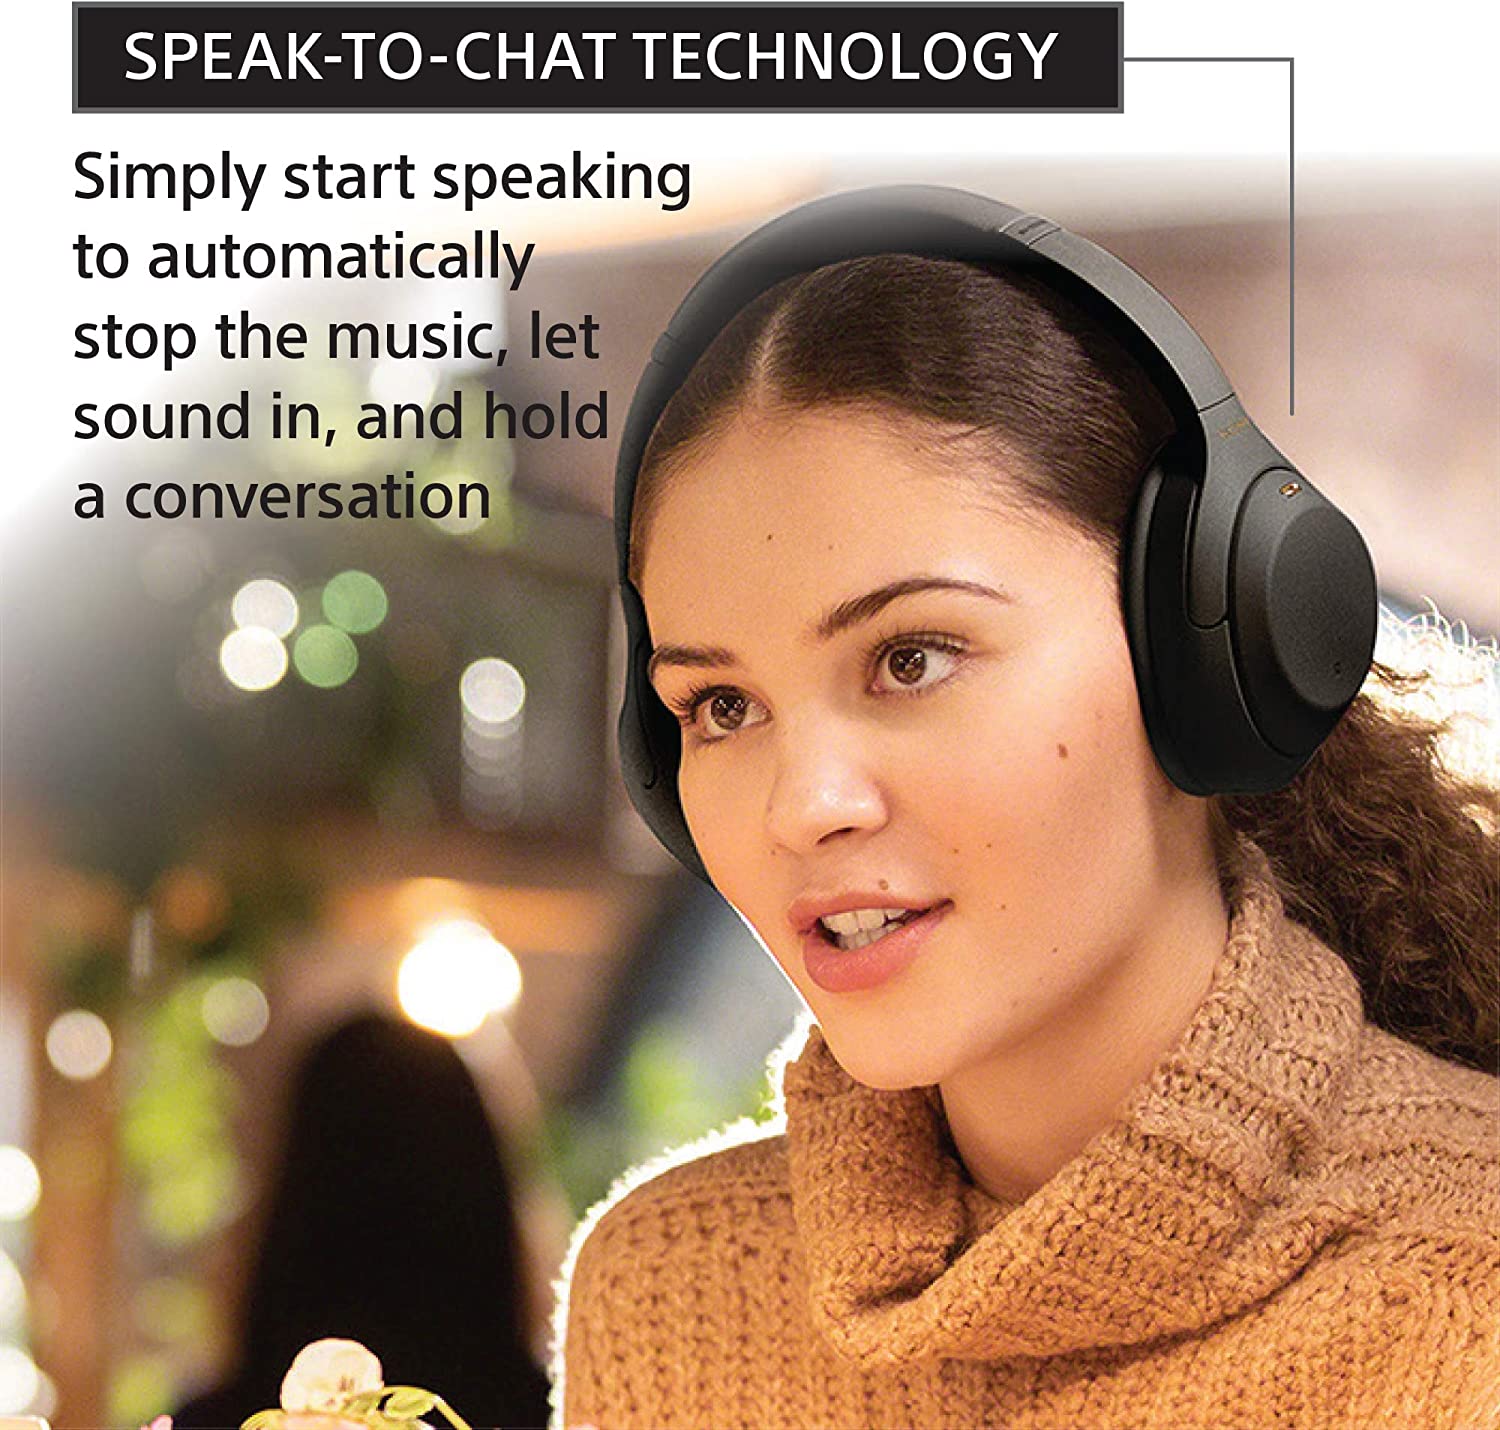 SPEAK-TO-CHAT TECHNOLOGY
Simply start speaking
to automatically
stop the music, let
sound in, and hold
a conversation